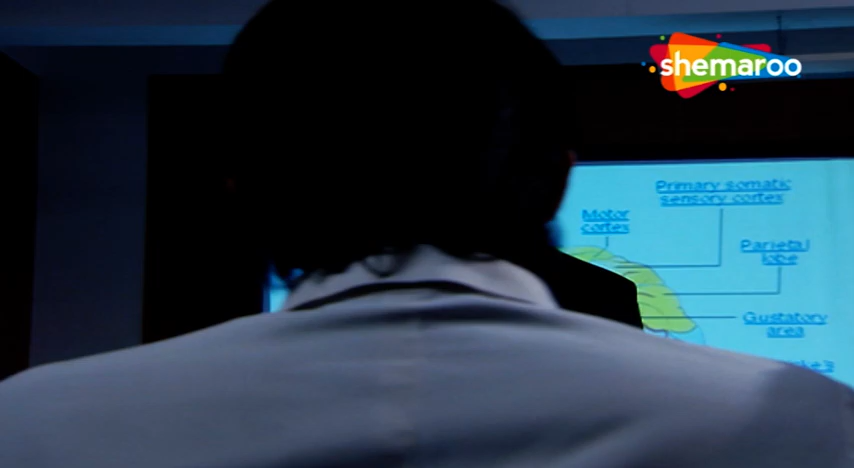 shemaroo
Primary somatic
sensory cortex
Motor
cortex
Parietal
lobe
Gustatory
area